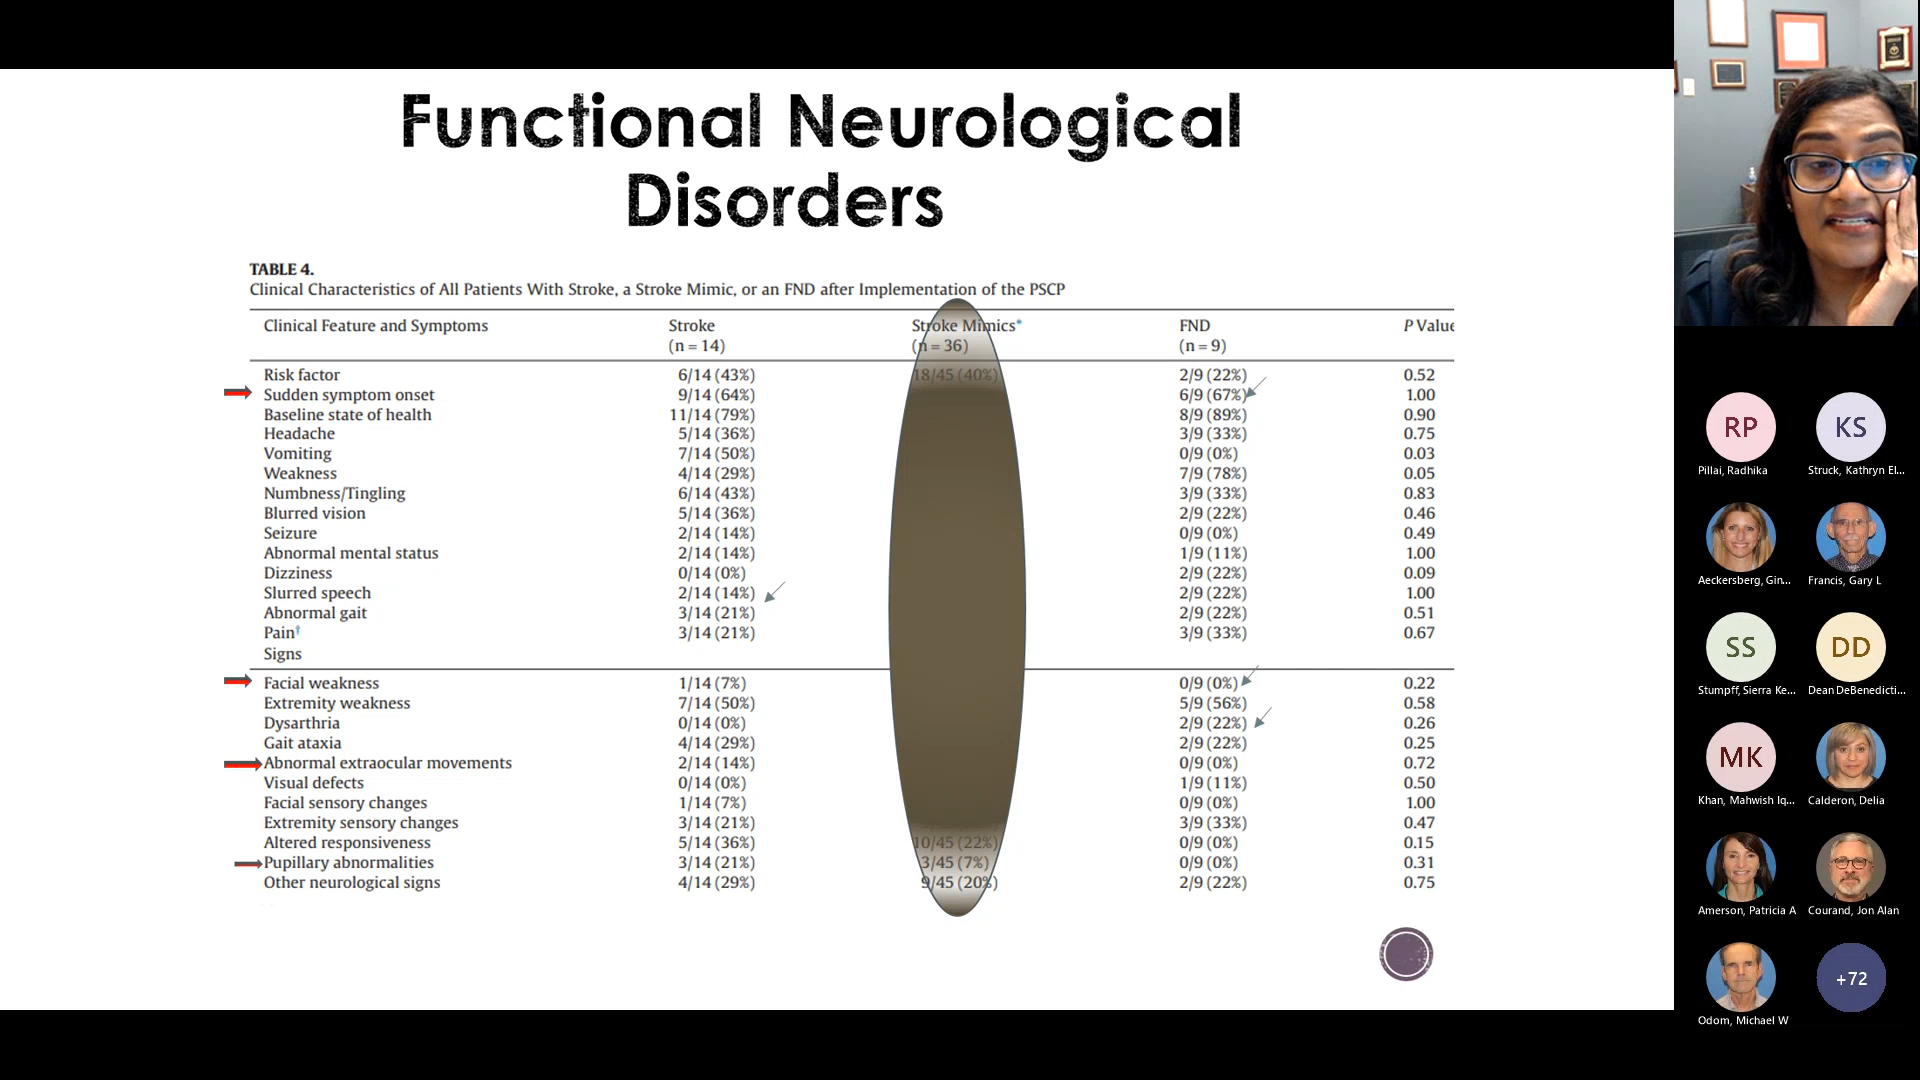 Functional Neurological
Disorders
TABLE 4.
Clinical Characteristics of All Patients With Stroke, a Stroke Mimic, or an FND after Implementation of the PSCP
Clinical Feature and Symptoms Stroke Stroke Mimics* FND P Value
(n = 14) (n = 36) (n = 9)
Risk factor 6/14 (43%) 18/45 (40%) 2/9 (22%) 0.52
Sudden symptom onset 9/14 (64%) 6/9 (67%) 1.00
Baseline state of health 11/14 (79%) 8/9 (89%) 0.90
Headache 5/14 (36%) 3/9 (33%) 0.75
Vomiting 7/14 (50%) 0/9 (0%) 0.03
Weakness 4/14 (29%) 7/9 (78%) 0.05
Numbness/Tingling 6/14 (43%) 3/9 (33%) 0.83
Blurred vision 5/14 (36%) 2/9 (22%) 0.46
Seizure 2/14 (14%) 0/9 (0%) 0.49
Abnormal mental status 2/14 (14%) 1/9 (11%) 1.00
Dizziness 0/14 (0%) 2/9 (22%) 0.09
Slurred speech 2/14 (14%) 2/9 (22%) 1.00
Abnormal gait 3/14 (21%) 2/9 (22%) 0.51
Pain† 3/14 (21%) 3/9 (33%) 0.67
Signs
Facial weakness 1/14 (7%) 0/9 (0%) 0.22
Extremity weakness 7/14 (50%) 5/9 (56%) 0.58
Dysarthria 0/14 (0%) 2/9 (22%) 0.26
Gait ataxia 4/14 (29%) 2/9 (22%) 0.25
Abnormal extraocular movements 2/14 (14%) 0/9 (0%) 0.72
Visual defects 0/14 (0%) 1/9 (11%) 0.50
Facial sensory changes 1/14 (7%) 0/9 (0%) 1.00
Extremity sensory changes 3/14 (21%) 3/9 (33%) 0.47
Altered responsiveness 5/14 (36%) 10/45 (22%) 0/9 (0%) 0.15
Pupillary abnormalities 3/14 (21%) 3/45 (7%) 0/9 (0%) 0.31
Other neurological signs 4/14 (29%) 9/45 (20%) 2/9 (22%) 0.75
RP KS
Pillai, Radhika Struck, Kathryn El...
Aeckersberg, Gin... Francis, Gary L
SS DD
Stumpff, Sierra Ke... Dean DeBenedicti...
MK
Khan, Mahwish Iq... Calderon, Delia
Amerson, Patricia A Courand, Jon Alan
+72
Odom, Michael W